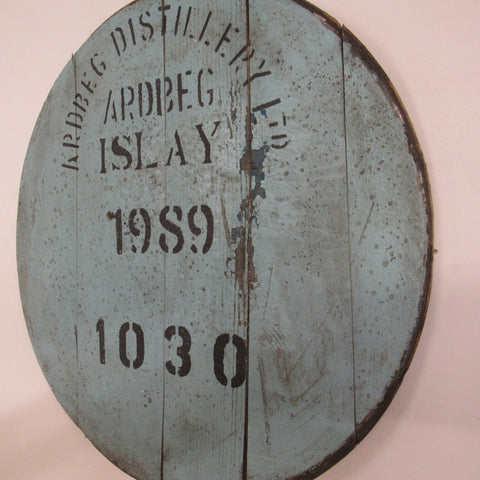 ARDBEG DISTILLERY LTD
ARDBEG
ISLAY
1989
1030